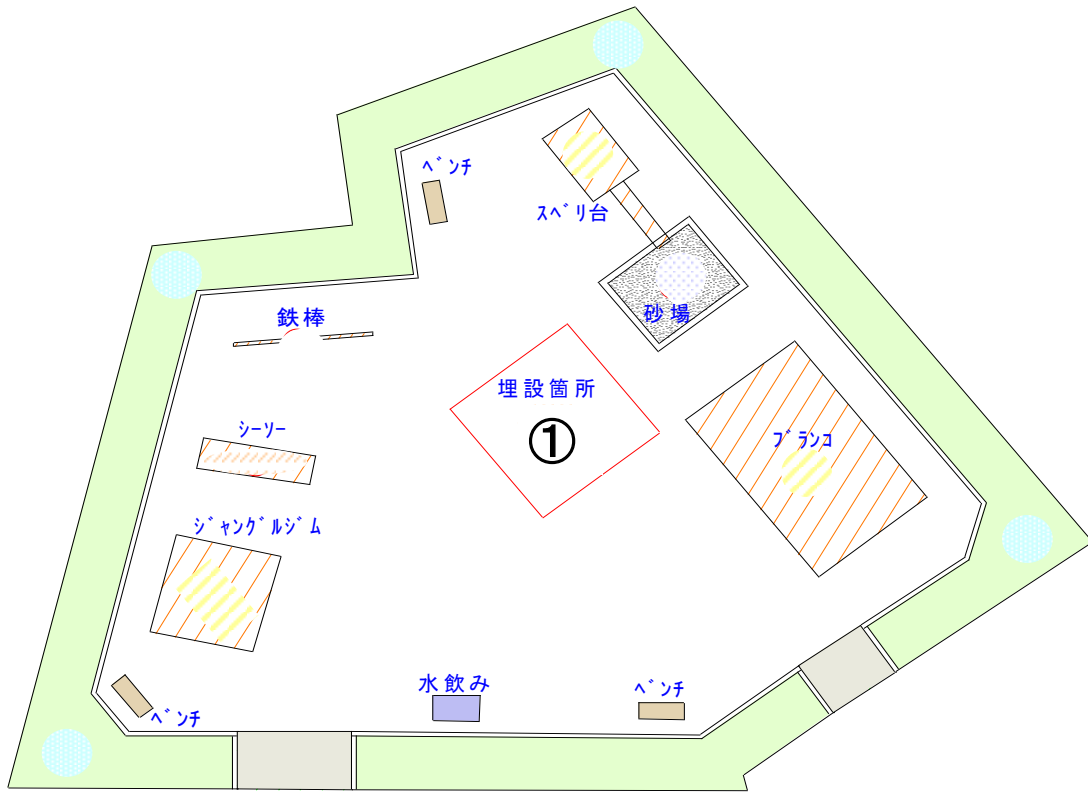 ﾍﾞﾝﾁ
ｽﾍﾞﾘ台
鉄棒
砂場
埋設箇所
①
シーソー
ﾌﾞﾗﾝｺ
ｼﾞｬﾝｸﾞﾙｼﾞﾑ
水飲み
ﾍﾞﾝﾁ
ﾍﾞﾝﾁ